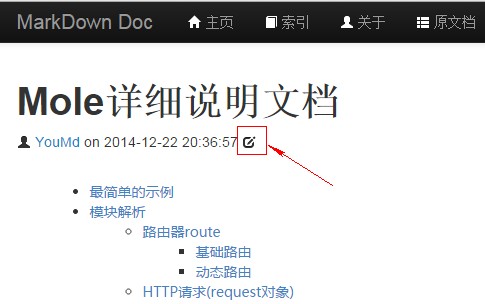 MarkDown Doc 主页 索引 关于 原文档
Mole详细说明文档
YouMd on 2014-12-22 20:36:57
最简单的示例
模块解析
路由器route
基础路由
动态路由
HTTP请求(request对象)